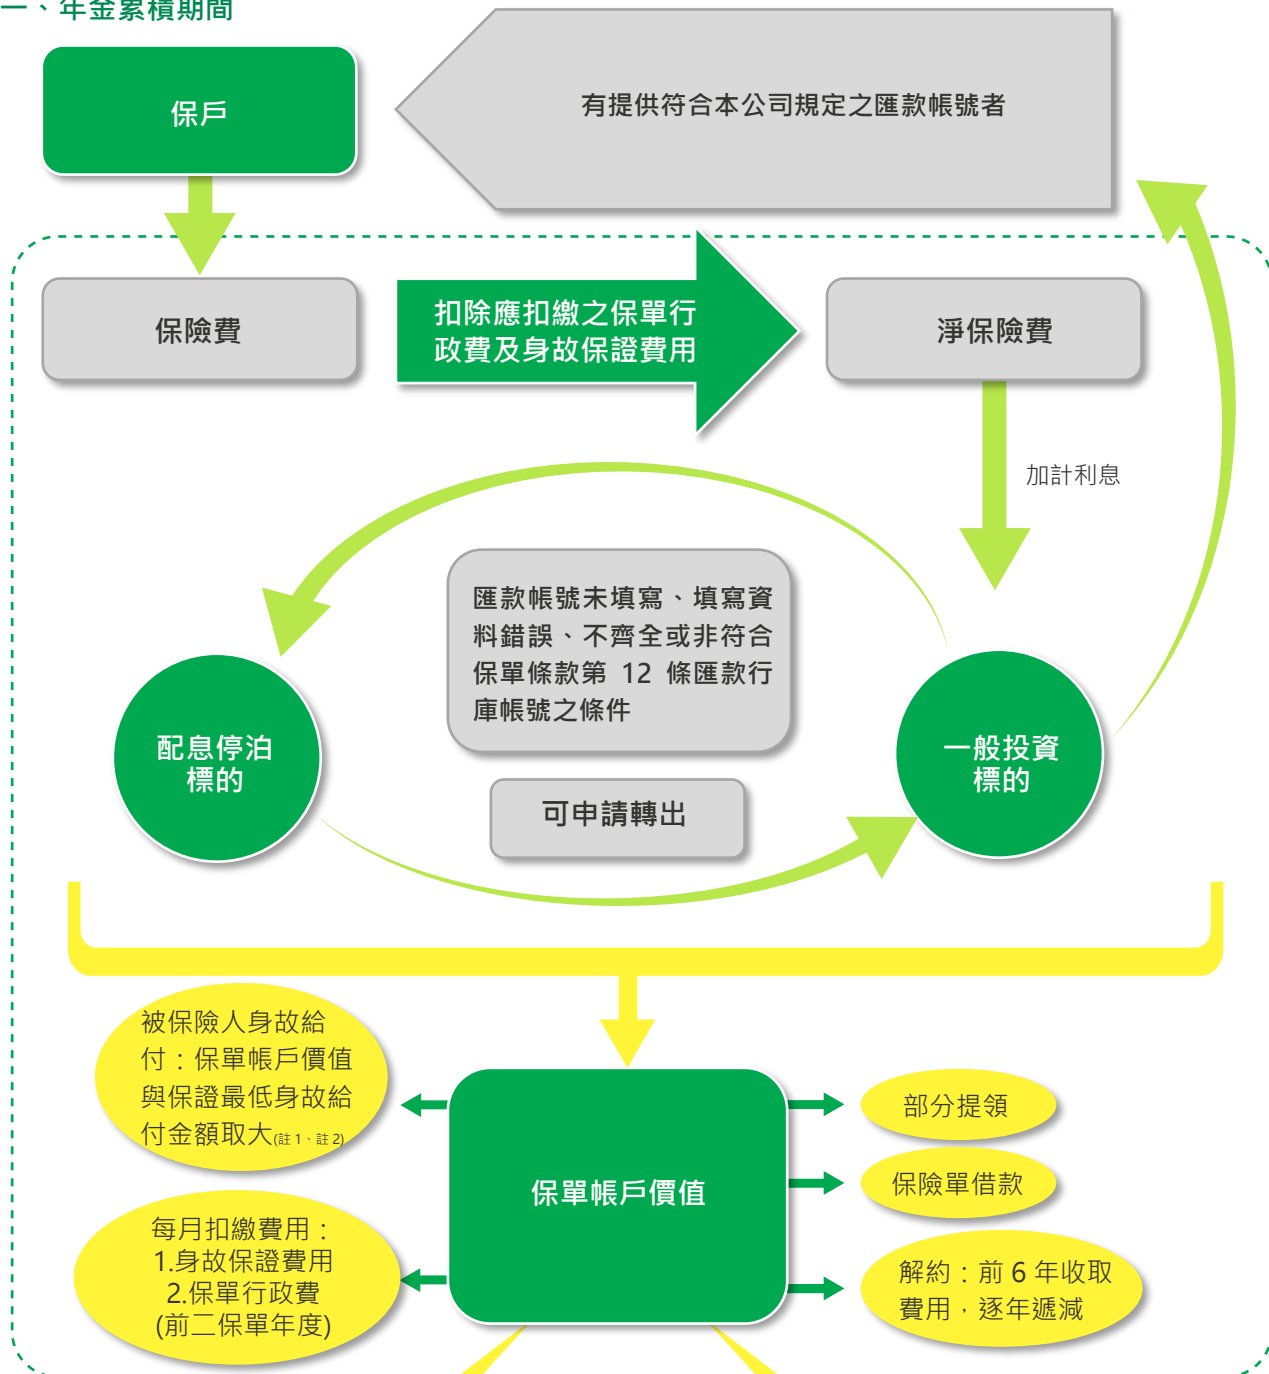 一、年金累積期間
保戶
有提供符合本公司規定之匯款帳號者
保險費
扣除應扣繳之保單行
政費及身故保證費用
淨保險費
加計利息
匯款帳號未填寫、填寫資
料錯誤、不齊全或非符合
保單條款第 12 條匯款行
庫帳號之條件
配息停泊
標的
一般投資
標的
可申請轉出
被保險人身故給
付：保單帳戶價值
與保證最低身故給
付金額取大(註1、註2)
部分提領
保單帳戶價值
保險單借款
每月扣繳費用：
1.身故保證費用
2.保單行政費
(前二保單年度)
解約：前 6 年收取
費用，逐年遞減